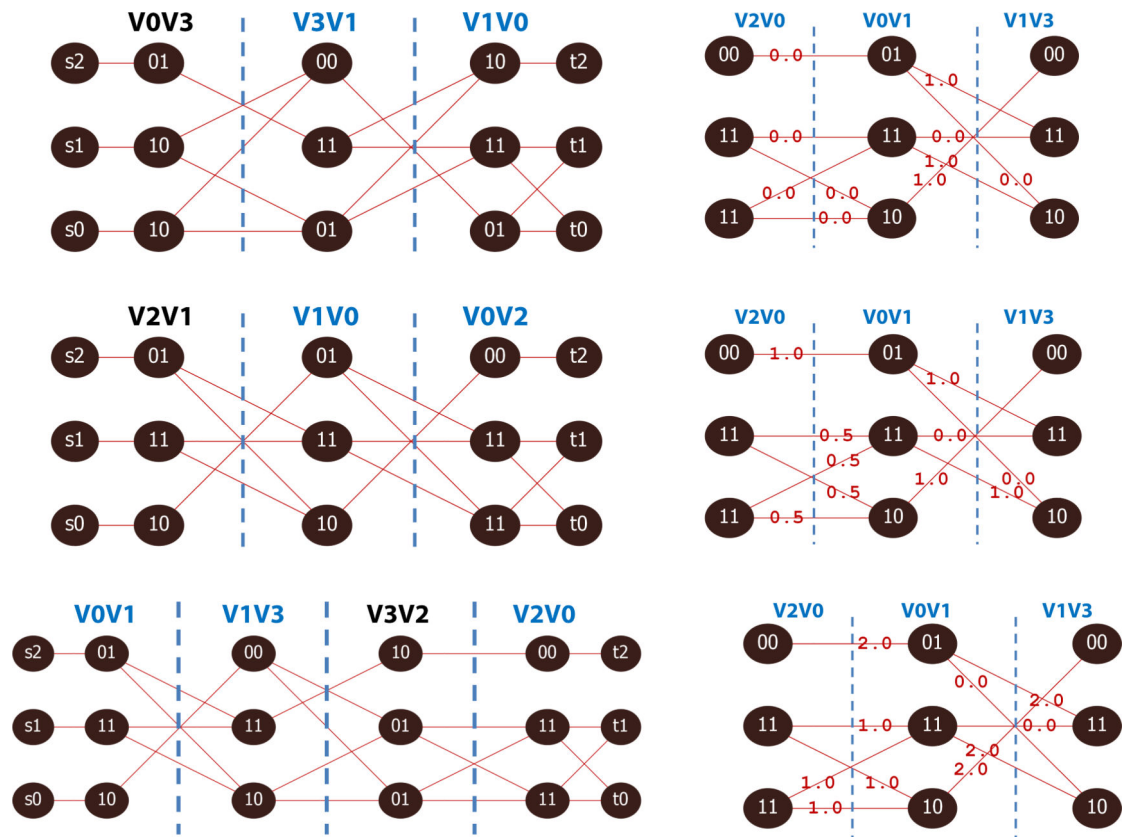 V0V3 V3V1 V1V0
s2 01 00 10 t2
s1 10 11 11 t1
s0 10 01 01 t0
V2V0 V0V1 V1V3
00 0.0 01 00
1.0
11 0.0 11 0.0 11
1.0
0.0 0.0 1.0 0.0
11 0.0 10 10
V2V1 V1V0 V0V2
s2 01 01 00 t2
s1 11 11 11 t1
s0 10 10 11 t0
V2V0 V0V1 V1V3
00 1.0 01 00
1.0
11 0.5 11 0.0 11
0.5
0.5 1.0 0.0
1.0
11 0.5 10 10
V0V1 V1V3 V3V2 V2V0
s2 01 00 10 00 t2
s1 11 11 01 11 t1
s0 10 10 01 11 t0
V2V0 V0V1 V1V3
00 2.0 01 00
0.0
2.0
11 1.0 11 0.0 11
2.0
2.0
1.0 1.0
11 1.0 10 10